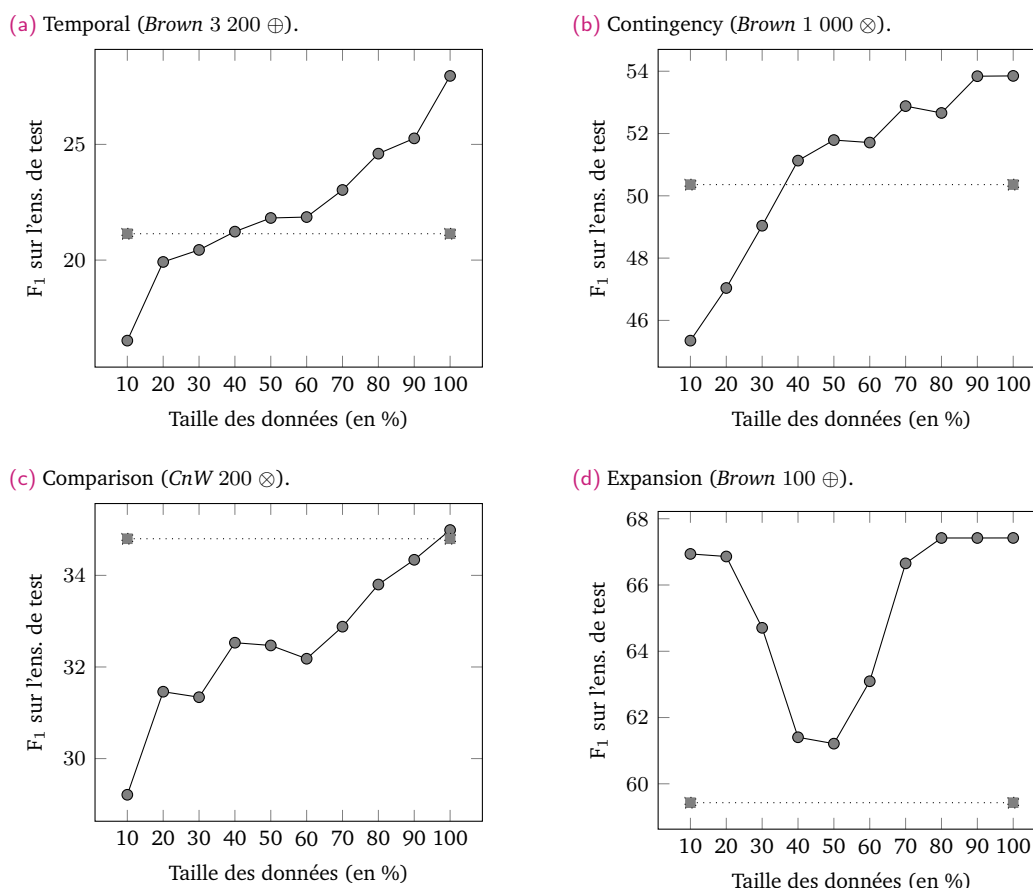 (a) Temporal (Brown 3 200 ⊕).
25
20
F1 sur l'ens. de test
10 20 30 40 50 60 70 80 90 100
Taille des données (en %)
(b) Contingency (Brown 1 000 ⊗).
54
52
50
48
46
F1 sur l'ens. de test
10 20 30 40 50 60 70 80 90 100
Taille des données (en %)
(c) Comparison (CnW 200 ⊗).
34
32
30
F1 sur l'ens. de test
10 20 30 40 50 60 70 80 90 100
Taille des données (en %)
(d) Expansion (Brown 100 ⊕).
68
66
64
62
60
F1 sur l'ens. de test
10 20 30 40 50 60 70 80 90 100
Taille des données (en %)